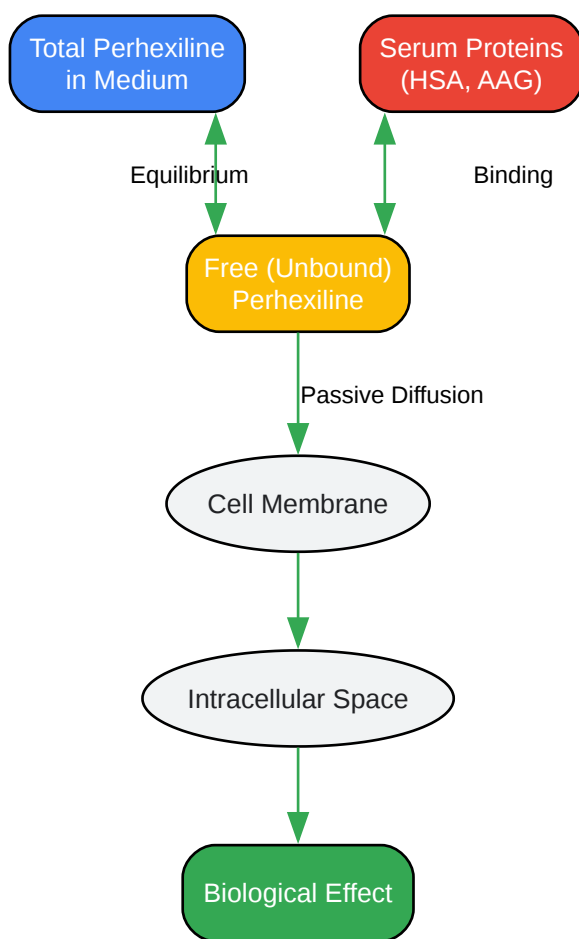 Total Perhexiline
in Medium
Serum Proteins
(HSA, AAG)
Equilibrium
Binding
Free (Unbound)
Perhexiline
Passive Diffusion
Cell Membrane
Intracellular Space
Biological Effect